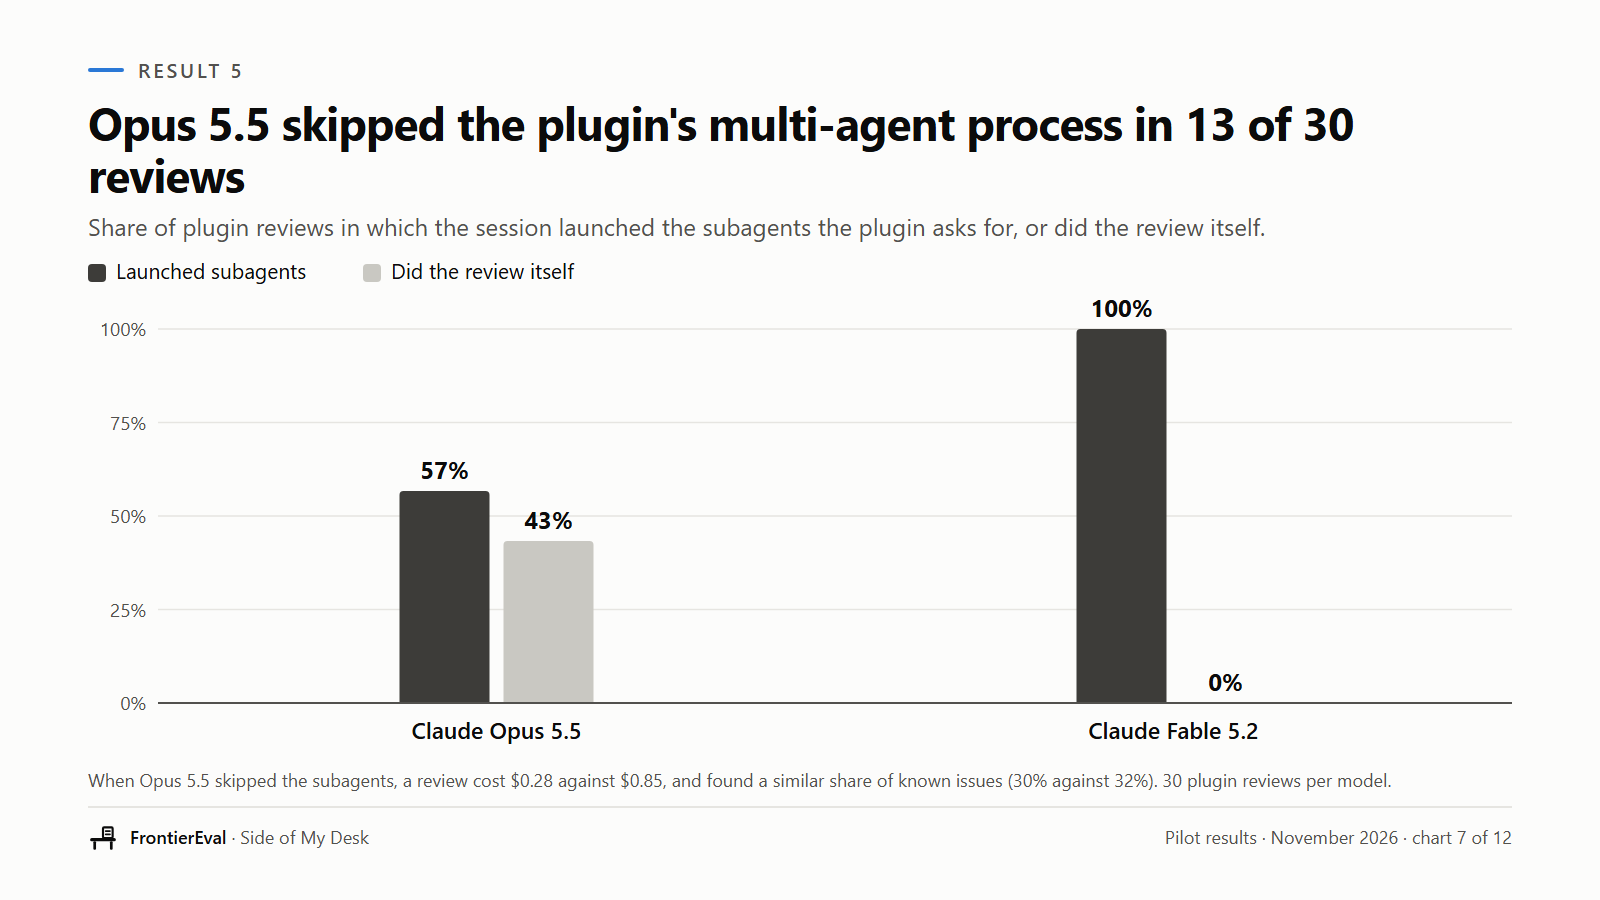 RESULT 5
Opus 5.5 skipped the plugin's multi-agent process in 13 of 30
reviews
Share of plugin reviews in which the session launched the subagents the plugin asks for, or did the review itself.
Launched subagents
Did the review itself
100%
75%
50%
25%
0%
57%
43%
100%
0%
Claude Opus 5.5
Claude Fable 5.2
When Opus 5.5 skipped the subagents, a review cost $0.28 against $0.85, and found a similar share of known issues (30% against 32%). 30 plugin reviews per model.
FrontierEval · Side of My Desk
Pilot results · November 2026 · chart 7 of 12